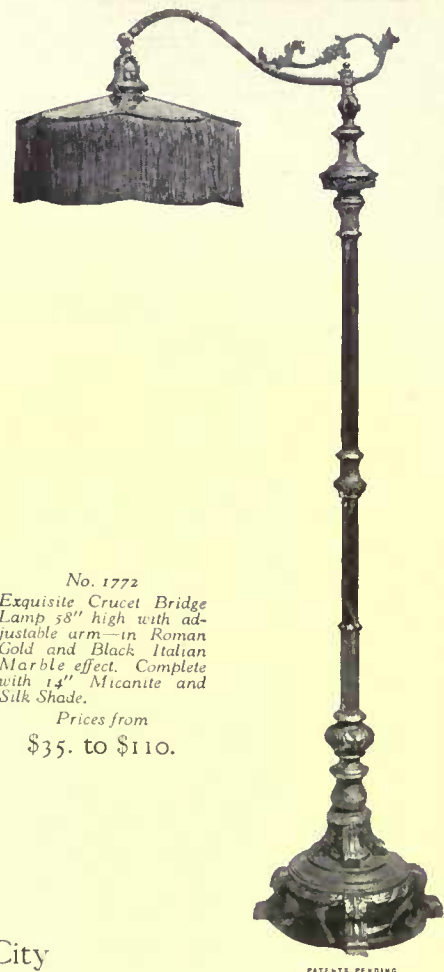 No. 1772
Exquisite Crucet Bridge
Lamp 58" high with ad-
justable arm—in Roman
Gold and Black Italian
Marble effect. Complete
with 14" Micanite and
Silk Shade.
Prices from
$35. to $110.
City
PATENTS PENDING